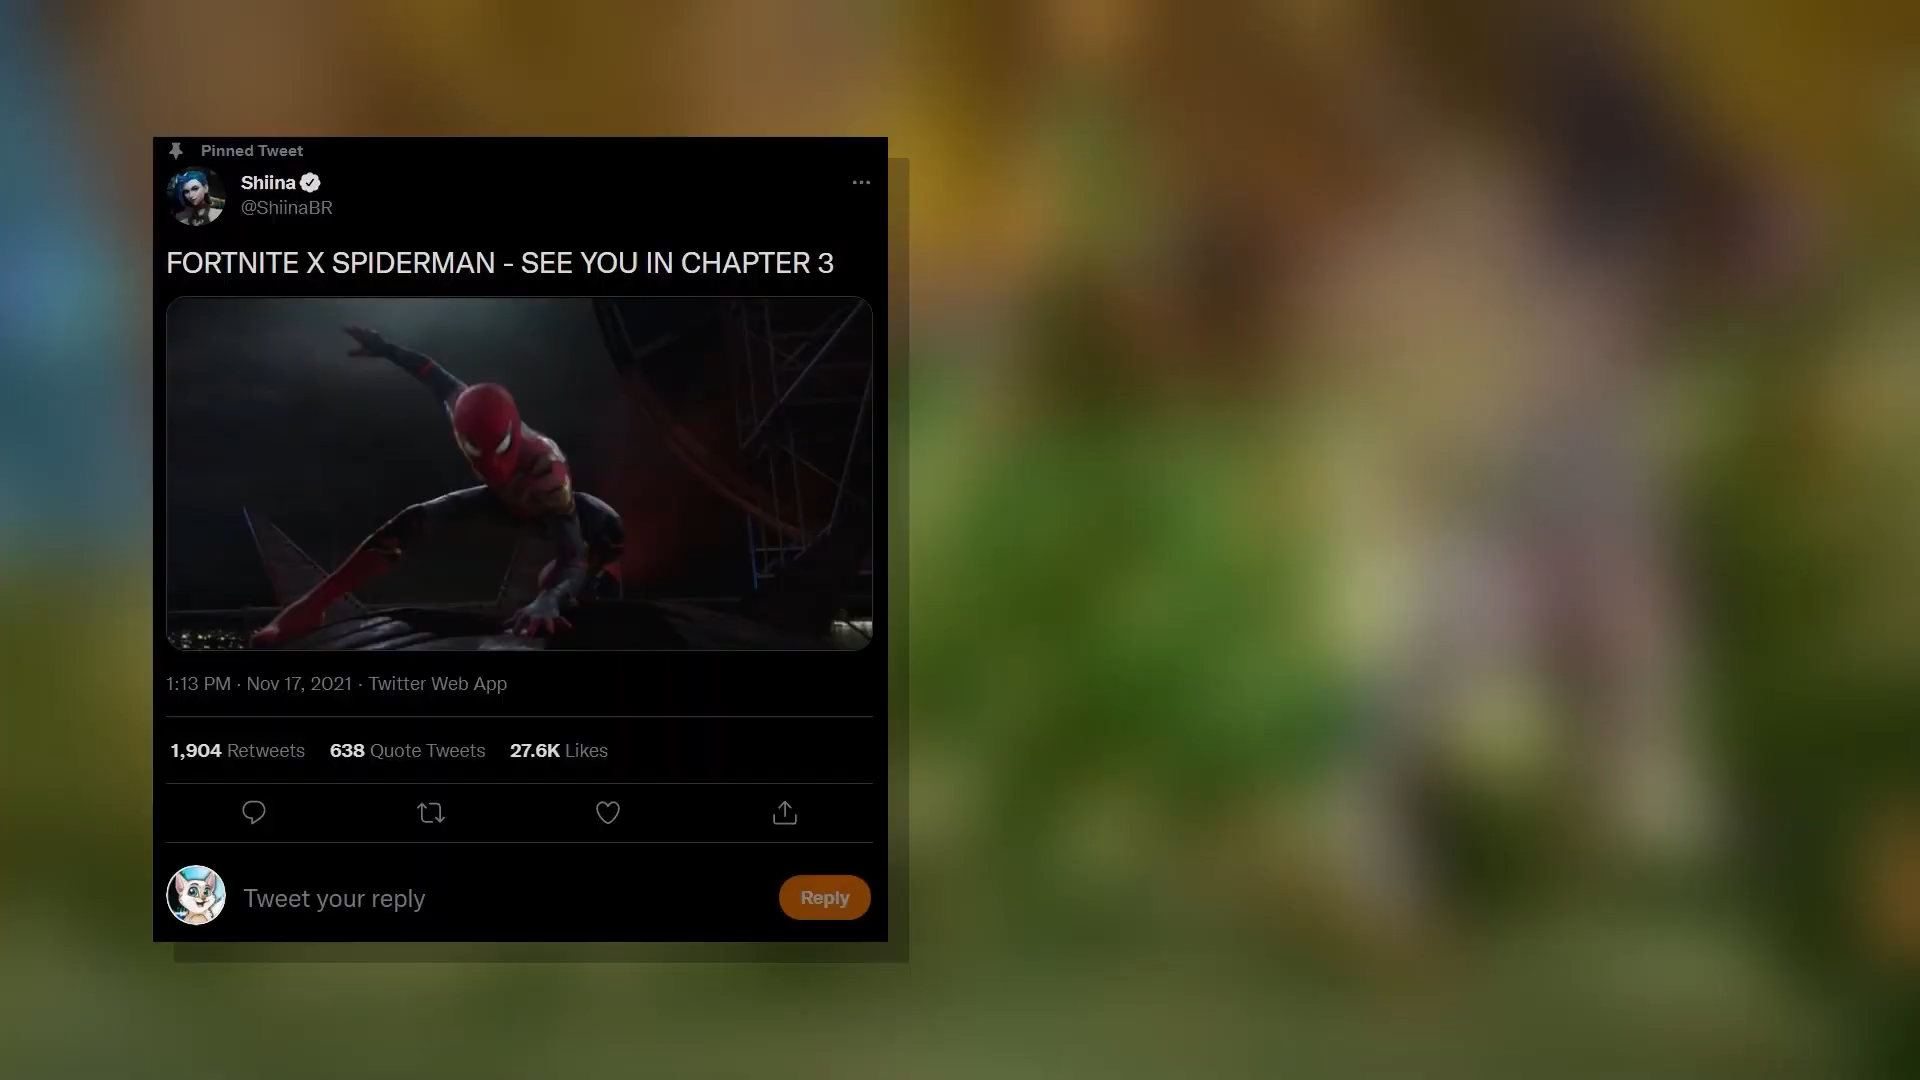 Pinned Tweet
Shiina
@ShiinaBR
FORTNITE X SPIDERMAN - SEE YOU IN CHAPTER 3
1:13 PM · Nov 17, 2021 · Twitter Web App
1,904 Retweets 638 Quote Tweets 27.6K Likes
Tweet your reply
Reply